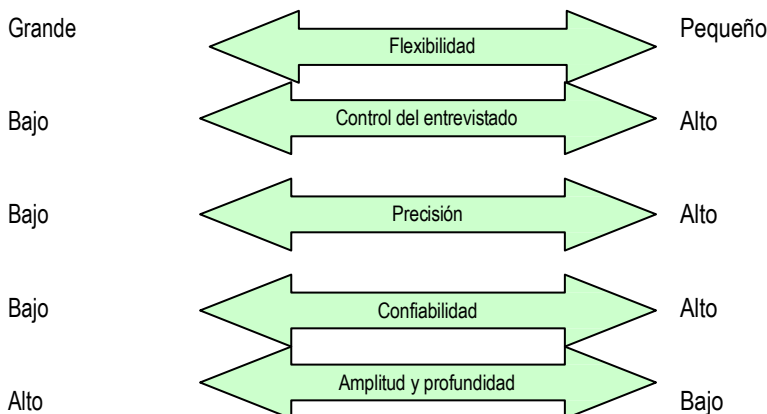 Grande Flexibilidad Pequeño
Bajo Control del entrevistado Alto
Bajo Precisión Alto
Bajo Confiabilidad Alto
Alto Amplitud y profundidad Bajo